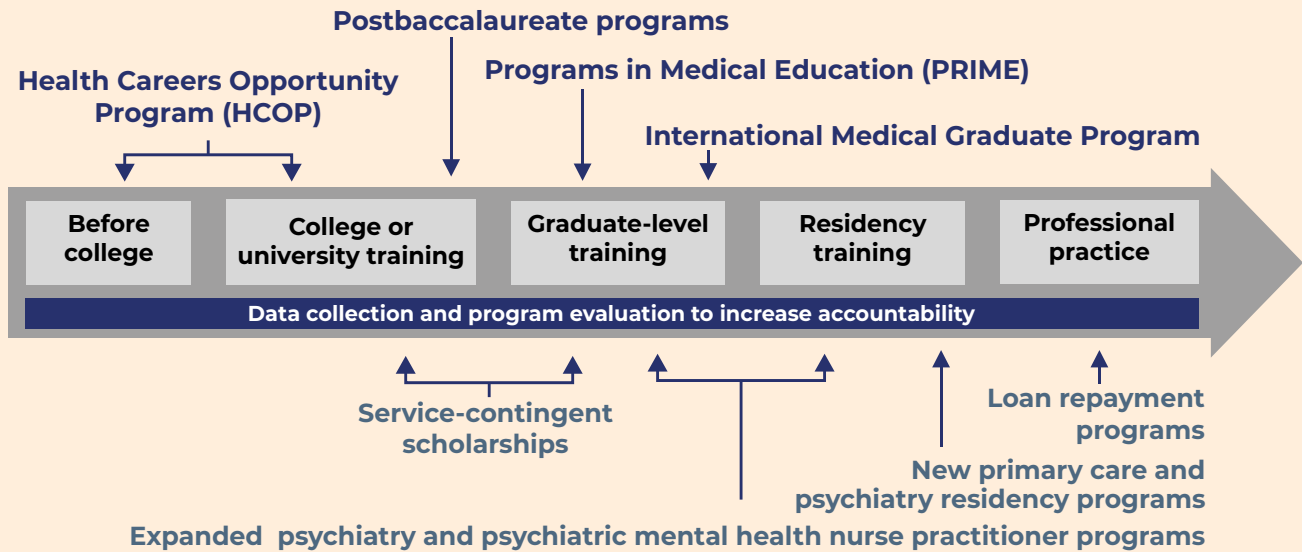 Postbaccalaureate programs
Health Careers Opportunity
Program (HCOP)
Programs in Medical Education (PRIME)
International Medical Graduate Program
Before
college
College or
university training
Graduate-level
training
Residency
training
Professional
practice
Data collection and program evaluation to increase accountability
Service-contingent
scholarships
Loan repayment
programs
New primary care and
psychiatry residency programs
Expanded psychiatry and psychiatric mental health nurse practitioner programs